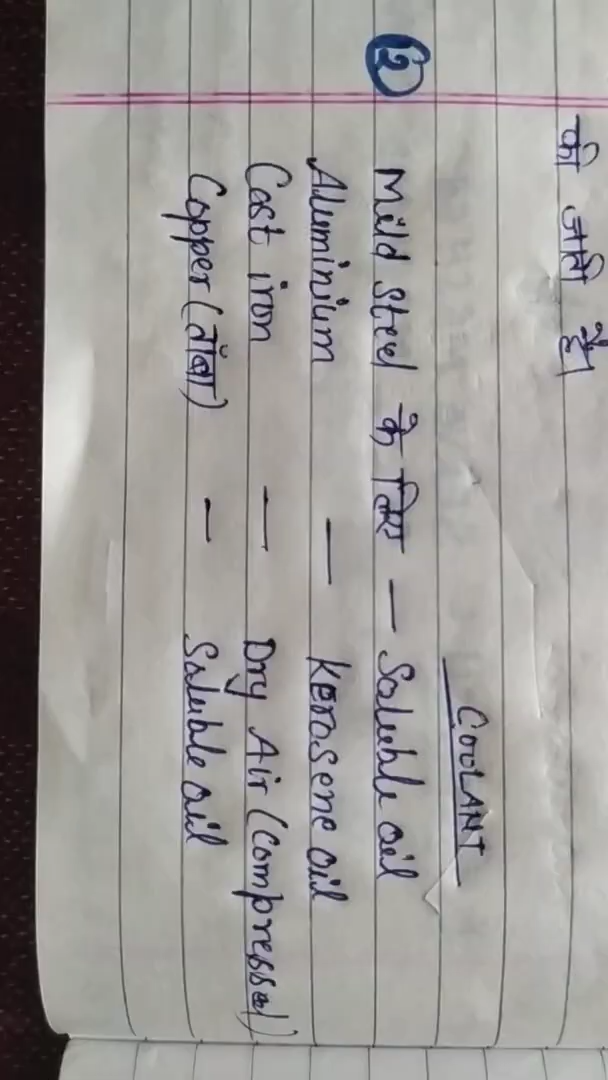 की जाती है।
COOLANT
② Mild Steel के लिए — Soluble oil
Aluminium — Kerosene oil
Cast iron — Dry Air (Compressed)
Copper (ताँबा) — Soluble oil